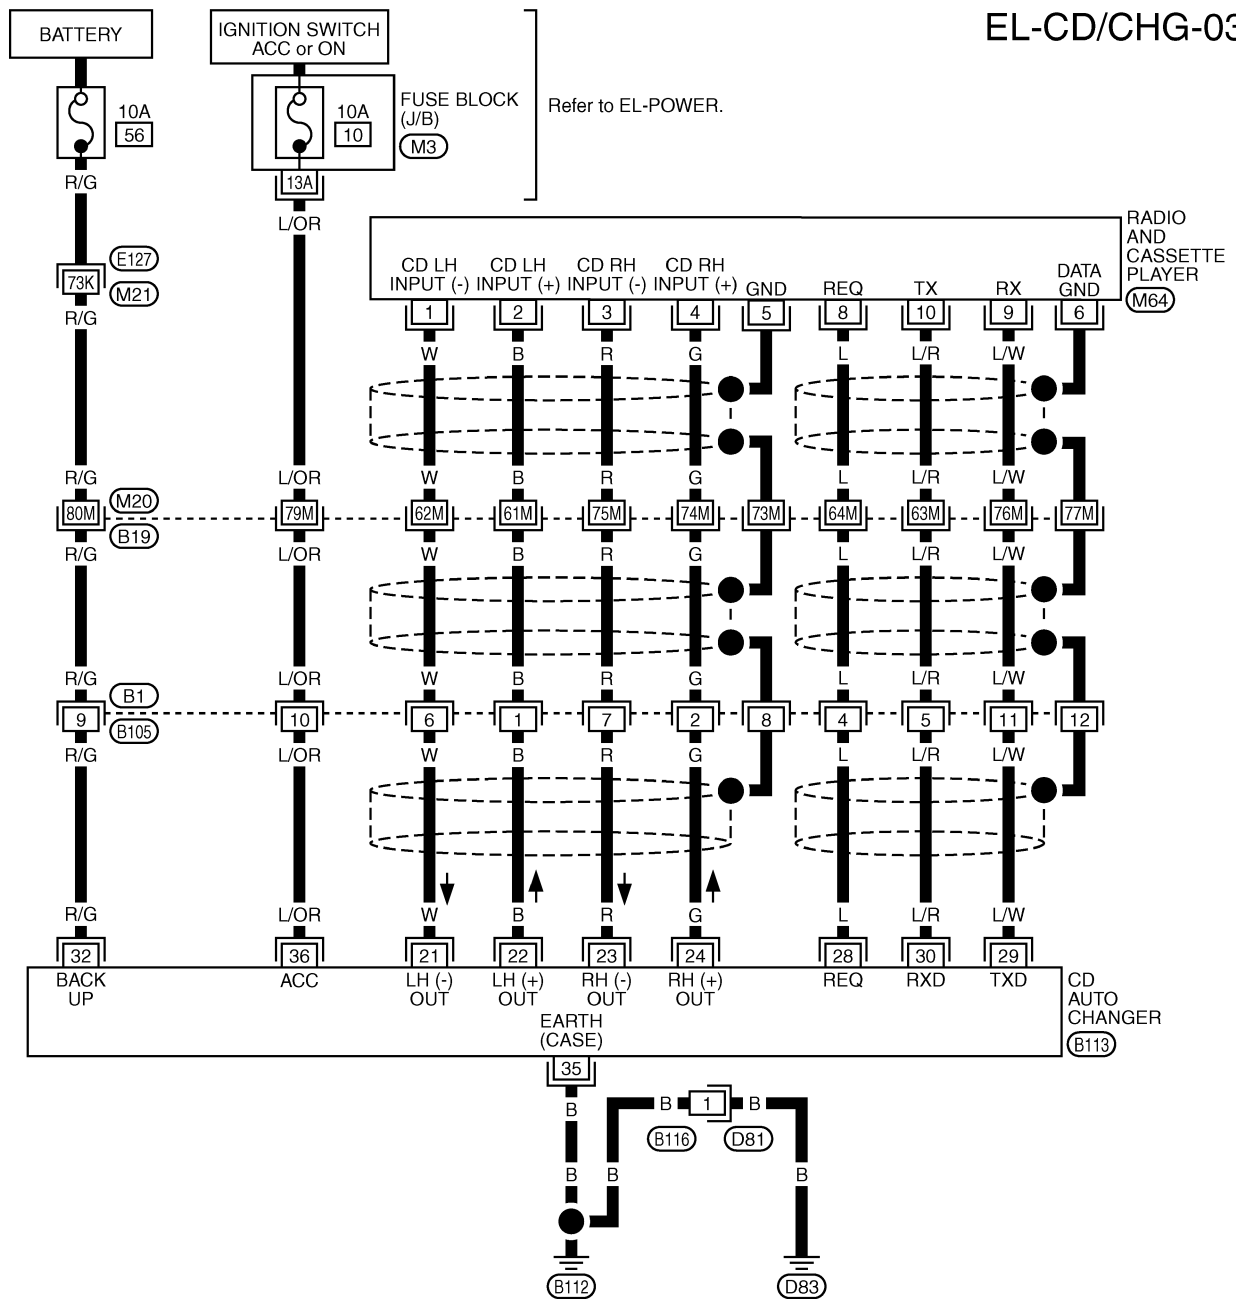 EL-CD/CHG-03
BATTERY
IGNITION SWITCH
ACC or ON
10A
56
10A
10
FUSE BLOCK
(J/B)
M3
Refer to EL-POWER.
R/G
13A
L/OR
E127
73K
M21
R/G
RADIO
AND
CASSETTE
PLAYER
M64
CD LH
INPUT (-)
CD LH
INPUT (+)
CD RH
INPUT (-)
CD RH
INPUT (+)
GND
REQ
TX
RX
DATA
GND
1 2 3 4 5 8 10 9 6
W B R G L L/R L/W
R/G L/OR W B R G L L/R L/W
M20
80M 79M 62M 61M 75M 74M 73M 64M 63M 76M 77M
B19
R/G L/OR W B R G L L/R L/W
R/G L/OR W B R G L L/R L/W
B1
9 10 6 1 7 2 8 4 5 11 12
B105
R/G L/OR W B R G L L/R L/W
R/G L/OR W B R G L L/R L/W
32 36 21 22 23 24 28 30 29
BACK
UP
ACC
LH (-)
OUT
LH (+)
OUT
RH (-)
OUT
RH (+)
OUT
REQ
RXD
TXD
CD
AUTO
CHANGER
B113
EARTH
(CASE)
35
B B 1 B
B116 D81
B B B
B112 D83